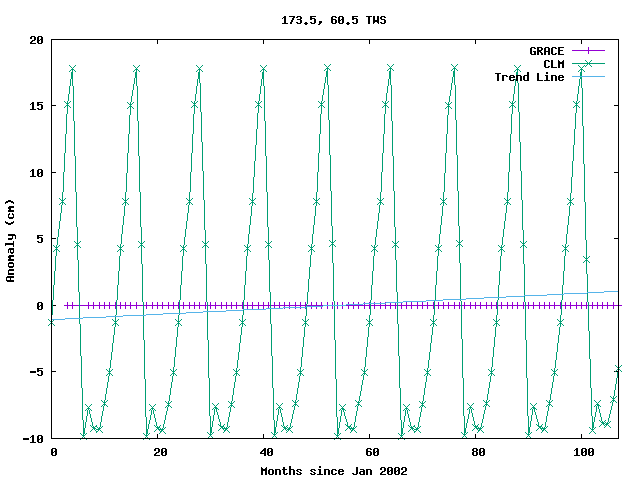 173.5, 60.5 TWS
GRACE
CLM
Trend Line
20
15
10
5
0
-5
-10
Anomaly (cm)
0 20 40 60 80 100
Months since Jan 2002